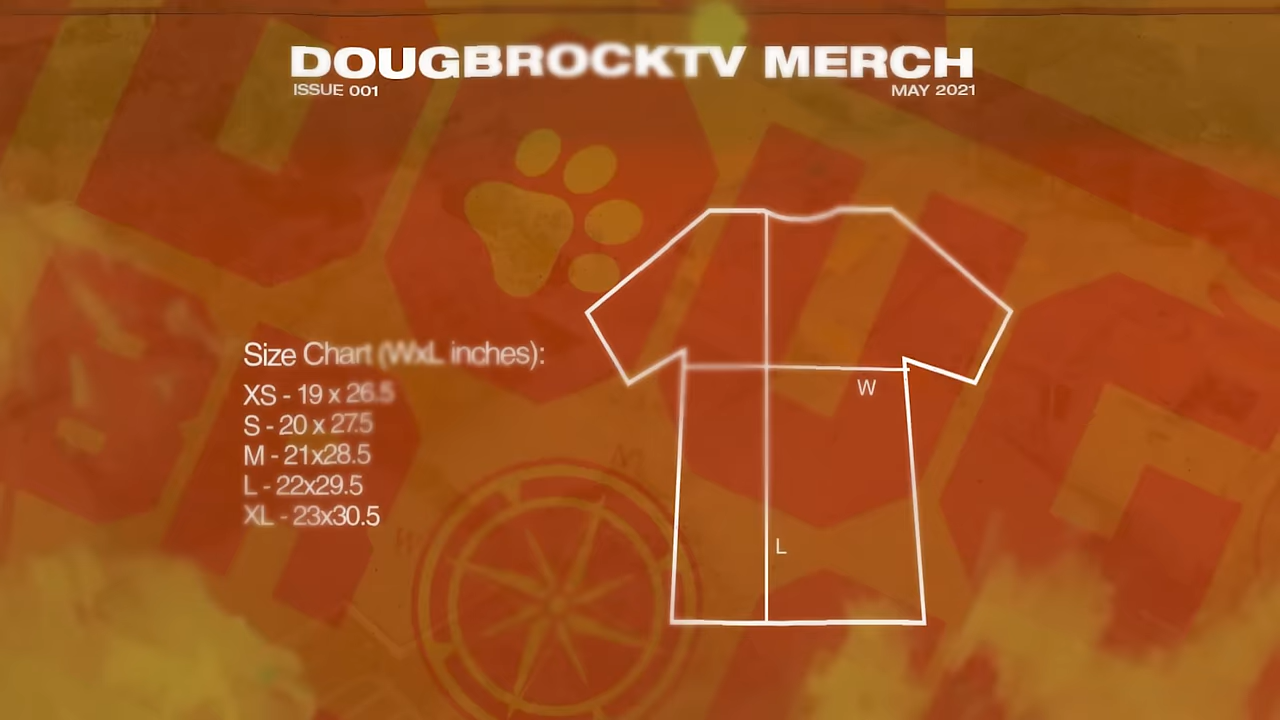 DOUGBROCKTV MERCH
ISSUE 001
MAY 2021
Size Chart (WxL inches):
XS - 19 x 26.5
S - 20 x 27.5
M - 21x28.5
L - 22x29.5
XL - 23x30.5
W
L